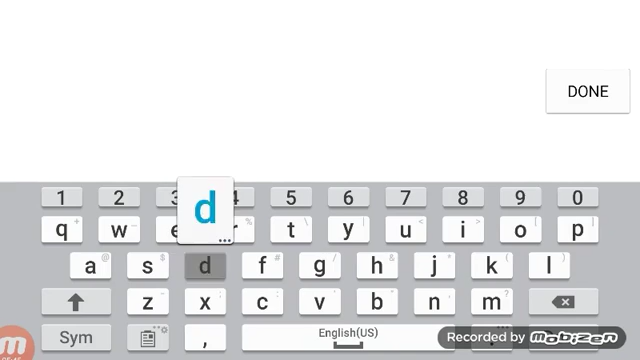 DONE
d
...
1 2 3 4 5 6 7 8 9 0
q + w e r % t y | u < i > o [ p ]
a @ s $ d f # g / h & j * k ( l )
z x : c ; v b n , m ?
Sym , English(US)
Recorded by mobizen